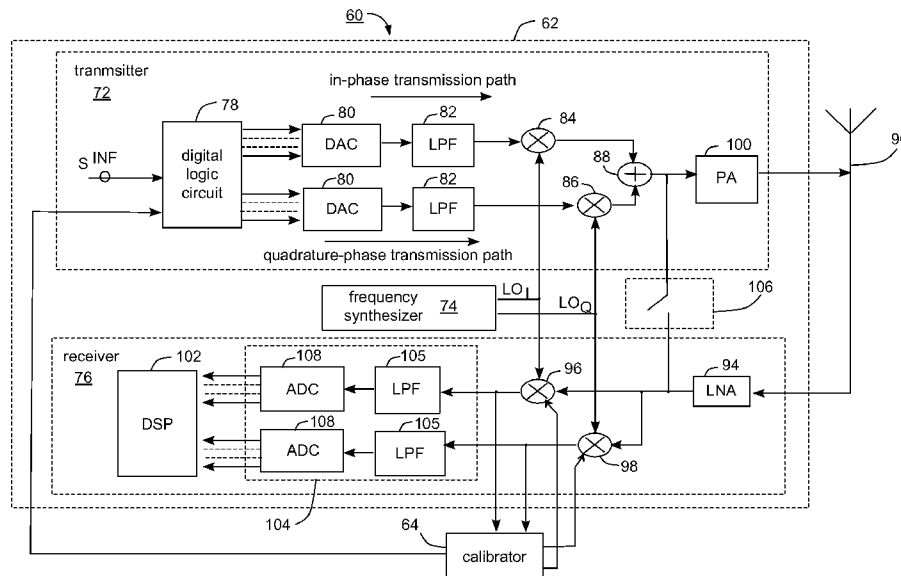 60
62
tranmsitter
72
in-phase transmission path
78
80
82
84
digital
logic
circuit
DAC
LPF
S INF
88
100
PA
80
82
86
DAC
LPF
quadrature-phase transmission path
LO I
LO Q
frequency
synthesizer
74
106
receiver
76
102
108
105
96
94
ADC
LPF
LNA
DSP
108
105
ADC
LPF
98
104
64
calibrator